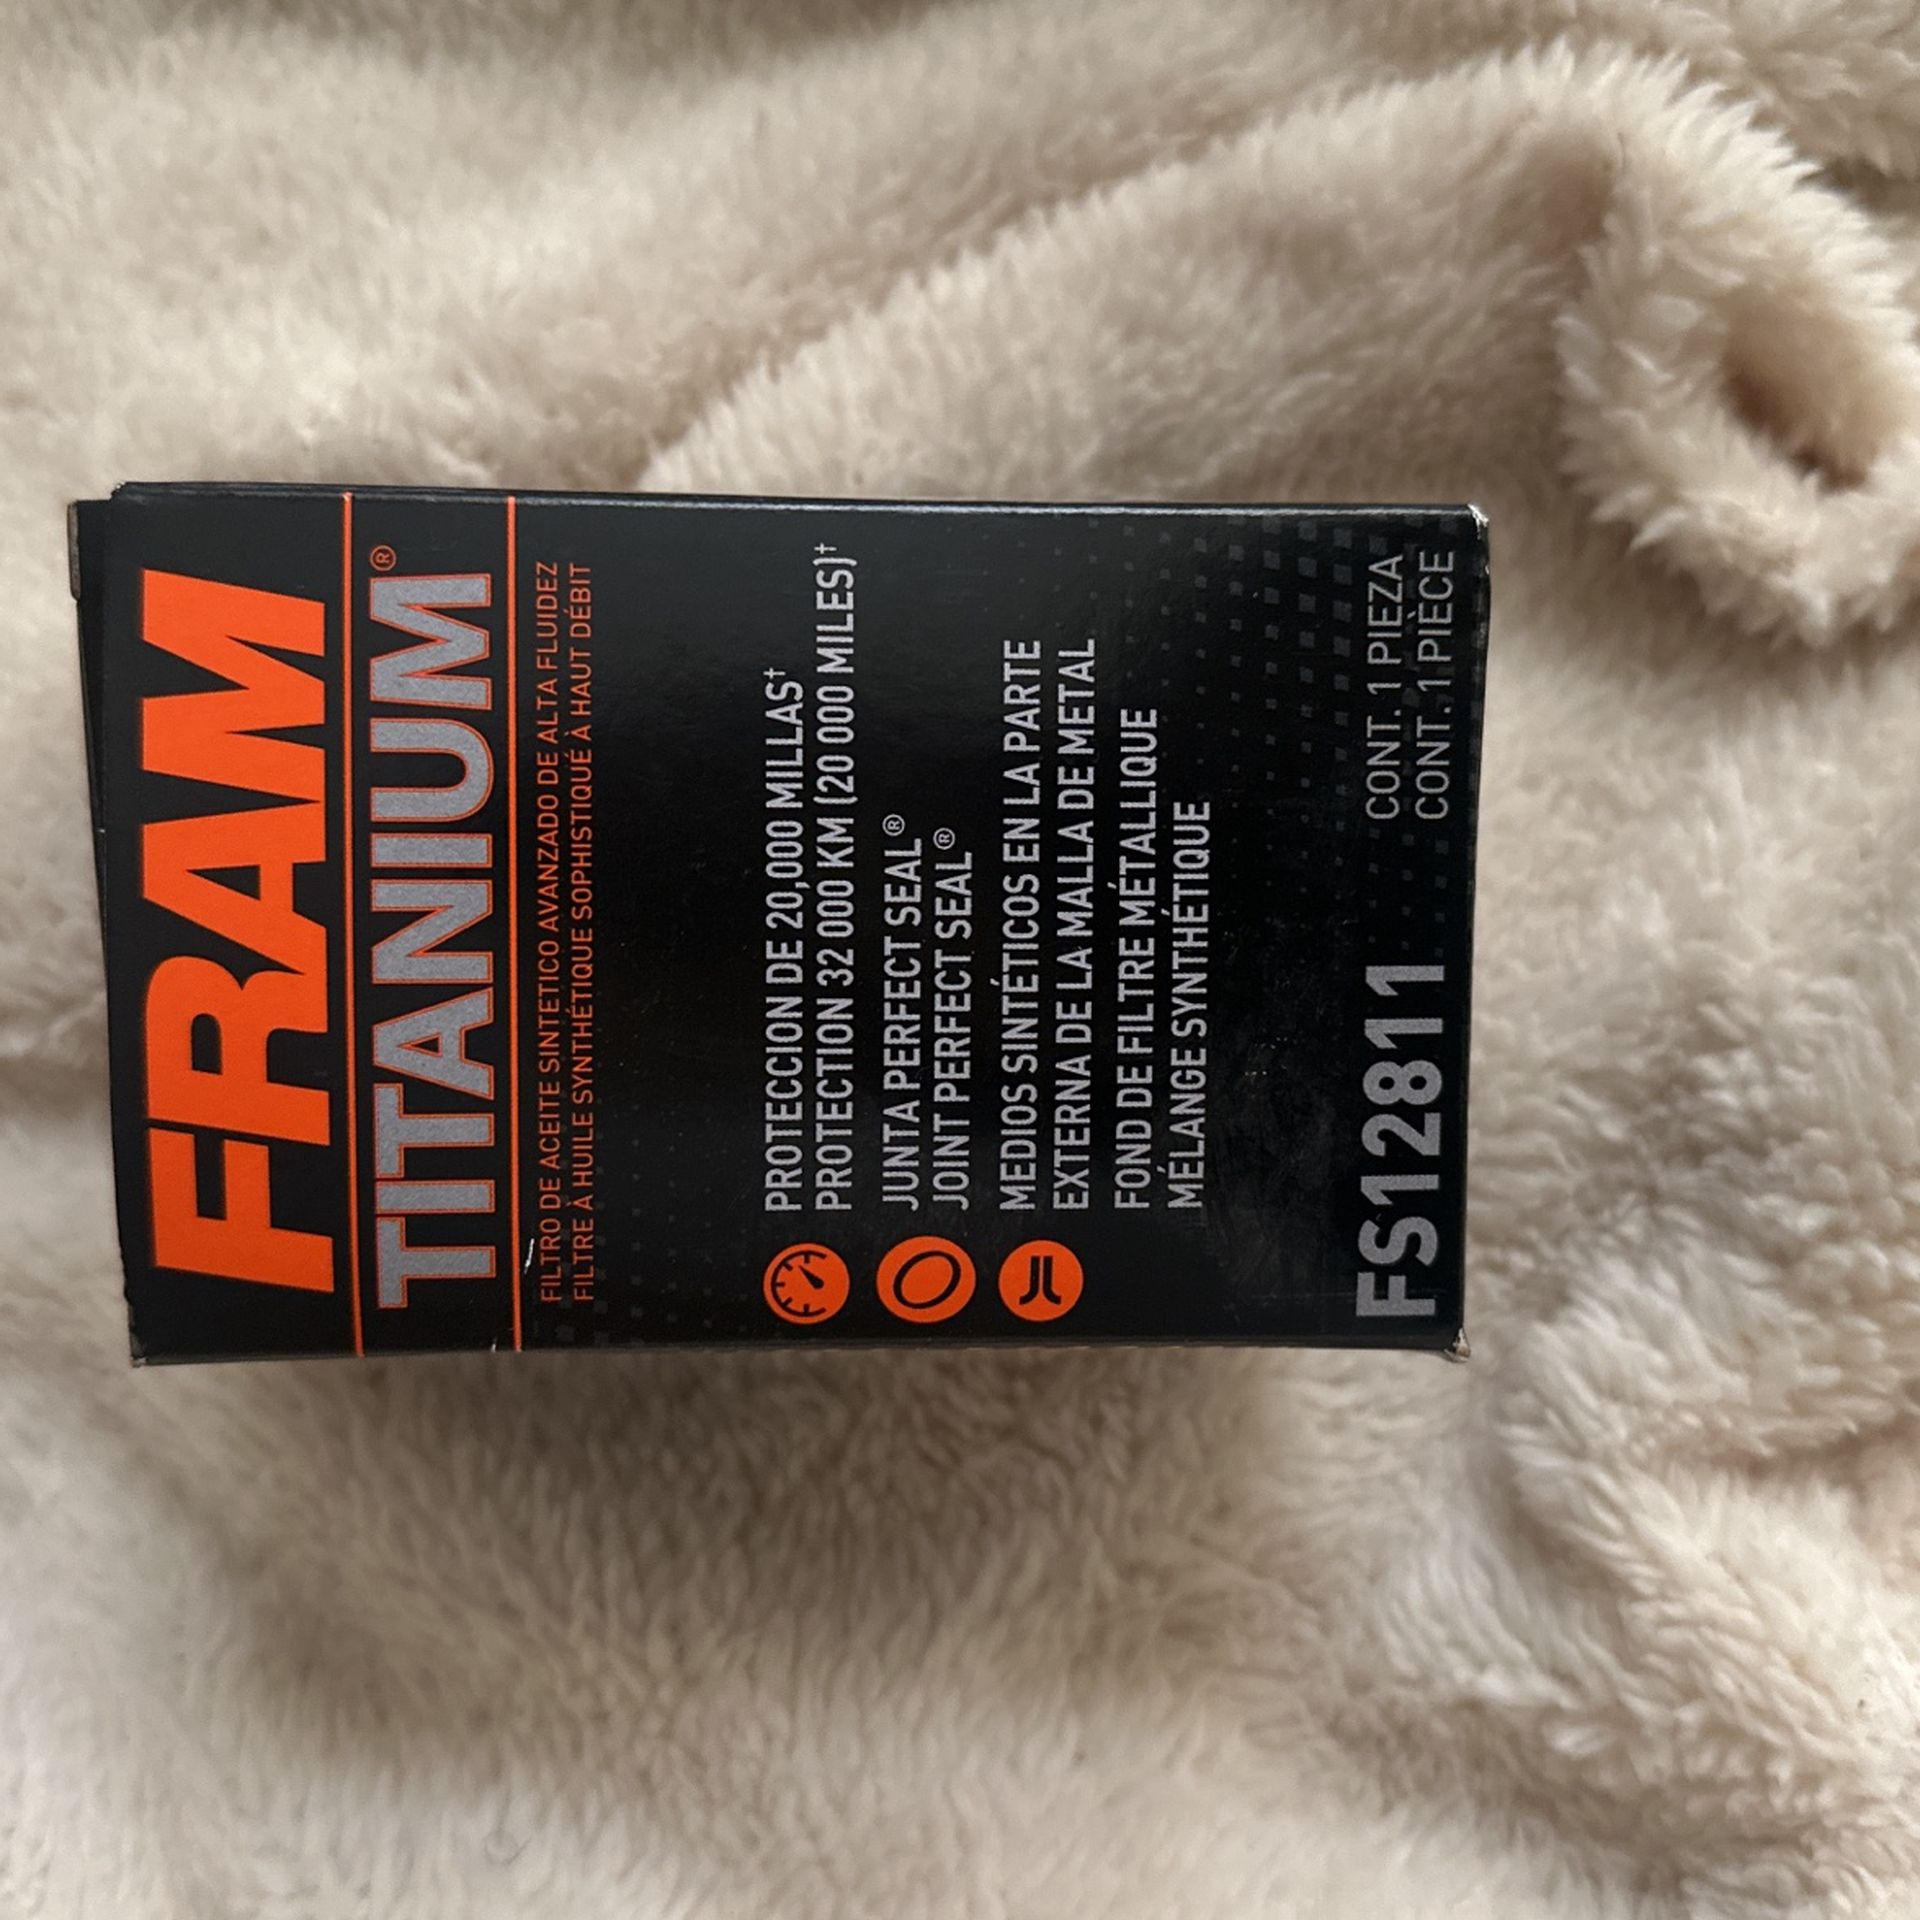 FRAM
TITANIUM®
FILTRO DE ACEITE SINTETICO AVANZADO DE ALTA FLUIDEZ
FILTRE À HUILE SYNTHÉTIQUE SOPHISTIQUÉ À HAUT DÉBIT
PROTECCION DE 20,000 MILLAS†
PROTECTION 32 000 KM (20 000 MILES)†
JUNTA PERFECT SEAL®
JOINT PERFECT SEAL®
MEDIOS SINTÉTICOS EN LA PARTE
EXTERNA DE LA MALLA DE METAL
FOND DE FILTRE MÉTALLIQUE
MÉLANGE SYNTHÉTIQUE
FS12811
CONT. 1 PIEZA
CONT. 1 PIÈCE